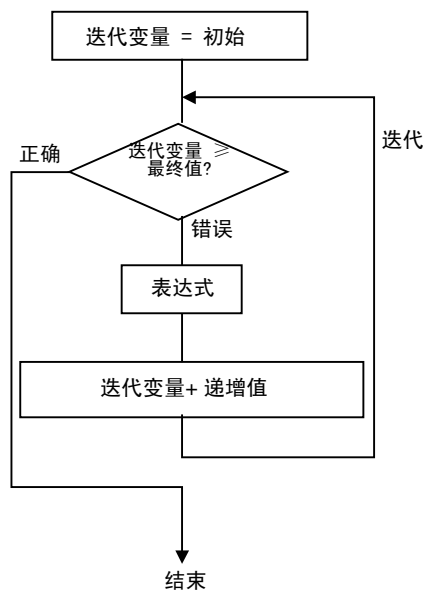 迭代变量 = 初始
迭代
正确
迭代变量 ≥
最终值?
错误
表达式
迭代变量+ 递增值
结束